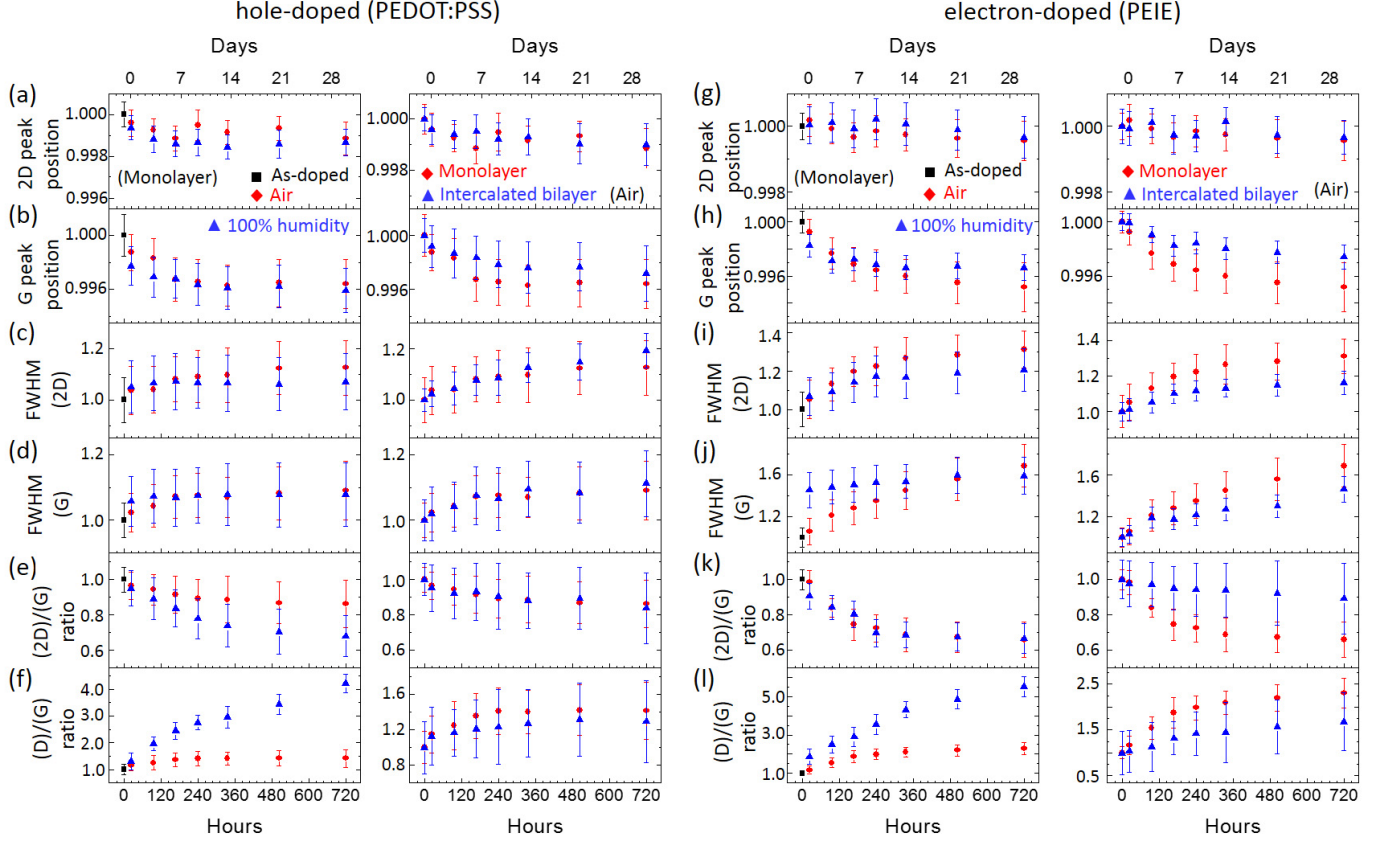 hole-doped (PEDOT:PSS)
electron-doped (PEIE)
Days
Days
Days
Days
0 7 14 21 28
0 7 14 21 28
0 7 14 21 28
0 7 14 21 28
(a)
2D peak
position
1.000
0.998
0.996
(Monolayer)
As-doped
Air
1.000
0.998
Monolayer
Intercalated bilayer
(Air)
(g)
2D peak
position
1.000
0.998
(Monolayer)
As-doped
Air
1.000
0.998
Monolayer
Intercalated bilayer
(Air)
(b)
G peak
position
1.000
0.996
100% humidity
1.000
0.996
(h)
G peak
position
1.000
0.996
100% humidity
1.000
0.996
(c)
FWHM
(2D)
1.2
1.0
1.2
1.0
(i)
FWHM
(2D)
1.4
1.2
1.0
1.4
1.2
1.0
(d)
FWHM
(G)
1.2
1.0
1.2
1.0
(j)
FWHM
(G)
1.6
1.2
1.6
1.2
(e)
(2D)/(G)
ratio
1.0
0.8
0.6
1.0
0.8
0.6
(k)
(2D)/(G)
ratio
1.0
0.8
0.6
1.0
0.8
0.6
(f)
(D)/(G)
ratio
4.0
3.0
2.0
1.0
1.6
1.2
0.8
(l)
(D)/(G)
ratio
5.0
3.0
1.0
2.5
1.5
0.5
0 120 240 360 480 600 720
0 120 240 360 480 600 720
0 120 240 360 480 600 720
0 120 240 360 480 600 720
Hours
Hours
Hours
Hours